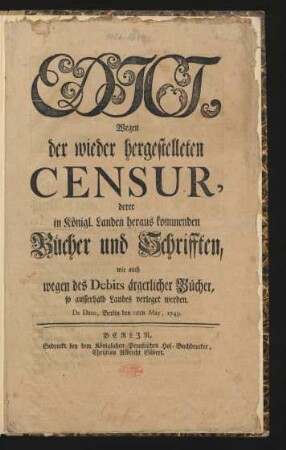 EDICT,
Wegen
der wieder hergestelleten
CENSUR,
derer
in Königl. Landen heraus kommenden
Bücher und Schrifften,
wie auch
wegen des Debits ärgerlicher Bücher,
so ausserhalb Landes verleget werden.
De Dato, Berlin den 11ten May, 1749.
BERLIN,
Gedruckt bey dem Königlichen Preußischen Hof-Buchdrucker,
Christian Albrecht Gäbert.